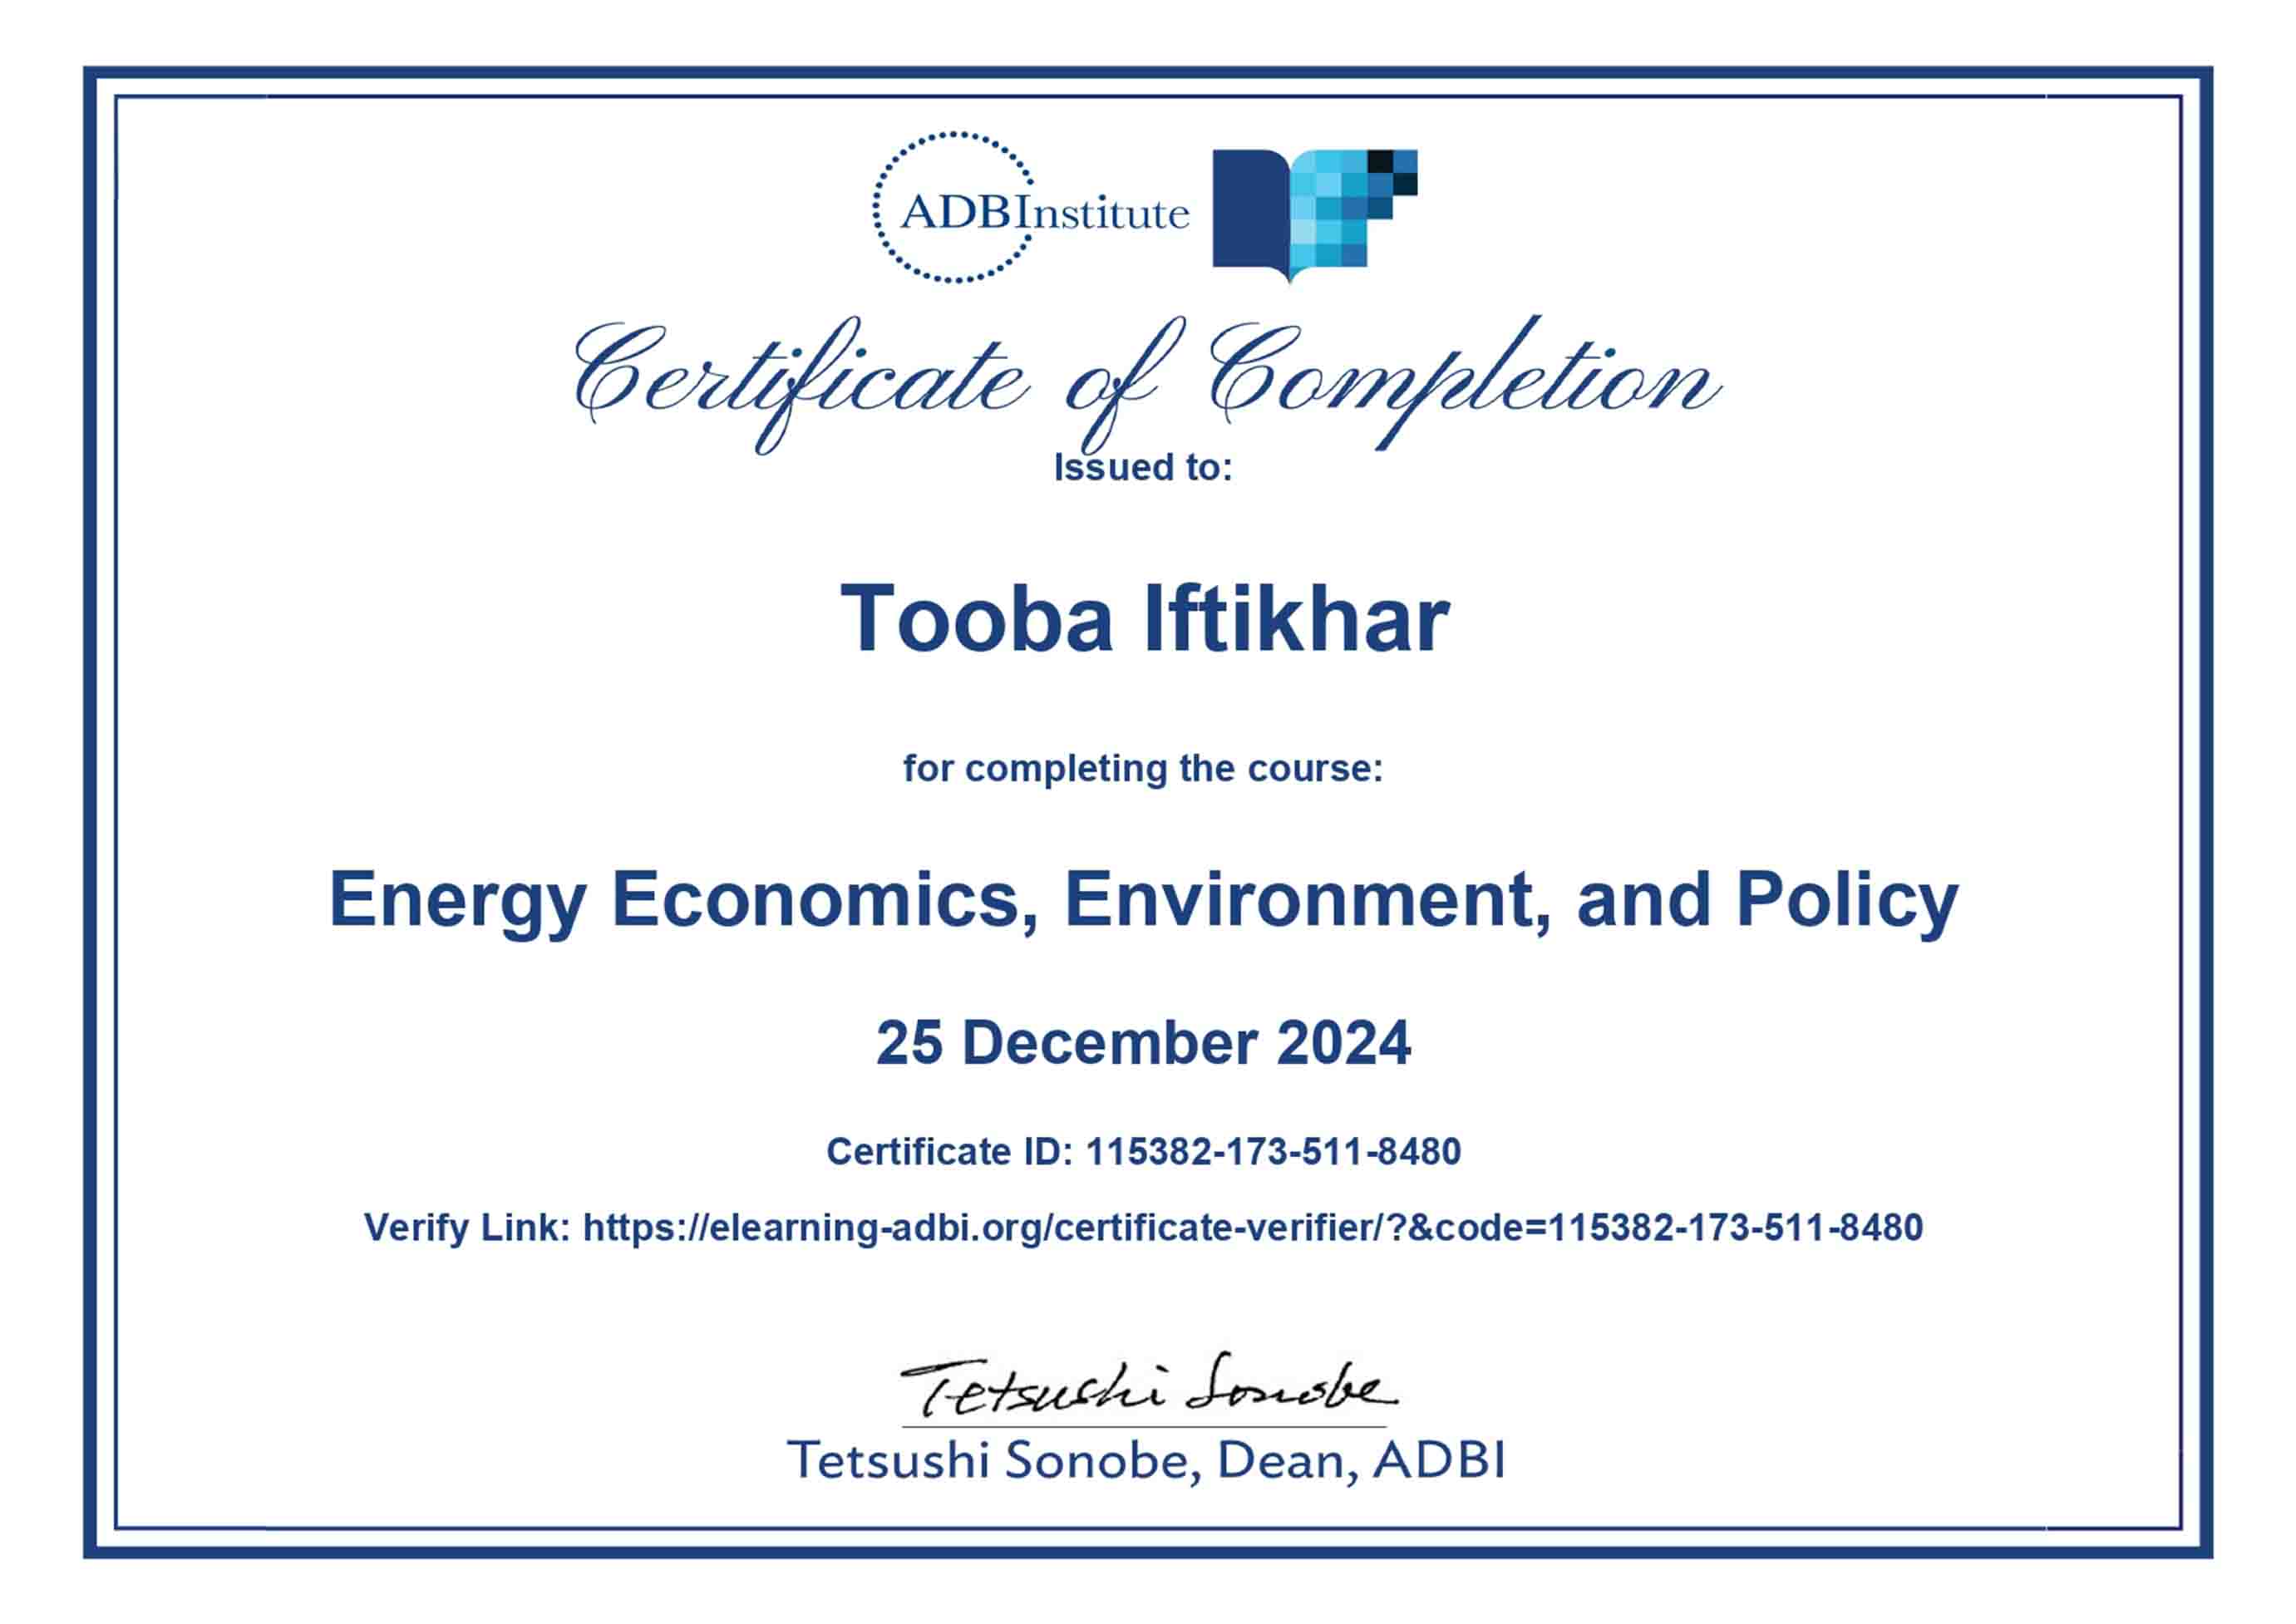 ADBInstitute
Certificate of Completion
Issued to:
Tooba Iftikhar
for completing the course:
Energy Economics, Environment, and Policy
25 December 2024
Certificate ID: 115382-173-511-8480
Verify Link: https://elearning-adbi.org/certificate-verifier/?&code=115382-173-511-8480
Tetsushi Sonobe
Tetsushi Sonobe, Dean, ADBI